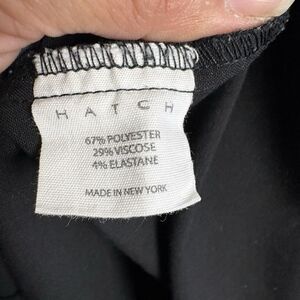 HATCH
67% POLYESTER
29% VISCOSE
4% ELASTANE
MADE IN NEW YORK